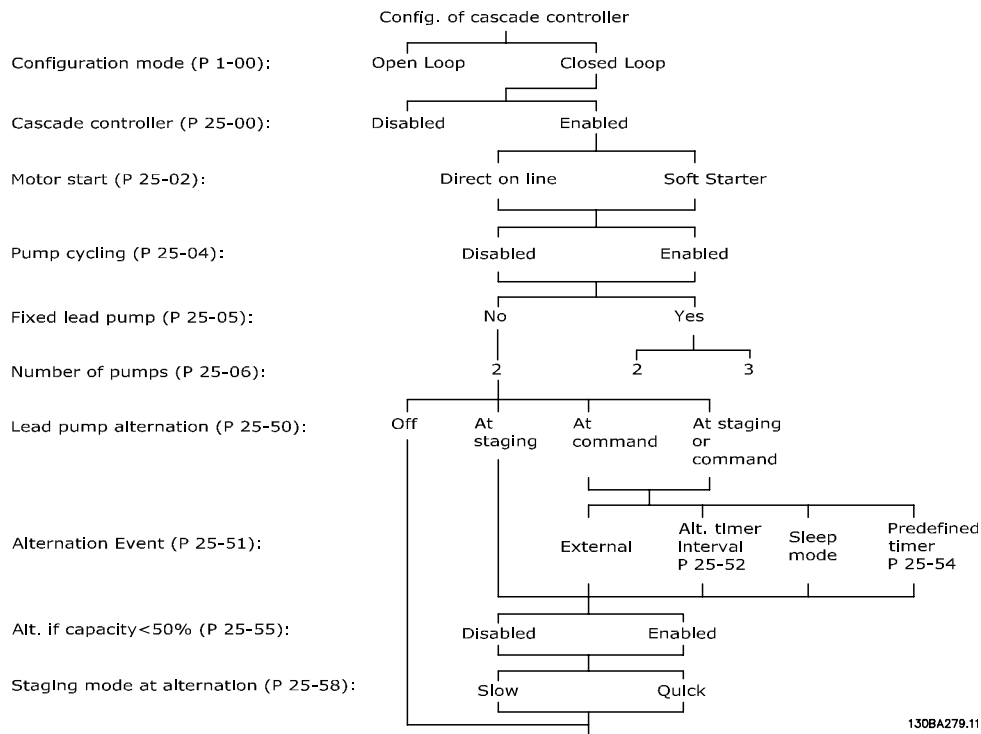 Config. of cascade controller
Configuration mode (P 1-00): Open Loop Closed Loop
Cascade controller (P 25-00): Disabled Enabled
Motor start (P 25-02): Direct on line Soft Starter
Pump cycling (P 25-04): Disabled Enabled
Fixed lead pump (P 25-05): No Yes
Number of pumps (P 25-06): 2 2 3
Lead pump alternation (P 25-50): Off At staging At command At staging or command
Alternation Event (P 25-51): External Alt. timer Interval P 25-52 Sleep mode Predefined timer P 25-54
Alt. if capacity<50% (P 25-55): Disabled Enabled
Staging mode at alternation (P 25-58): Slow Quick
130BA279.11